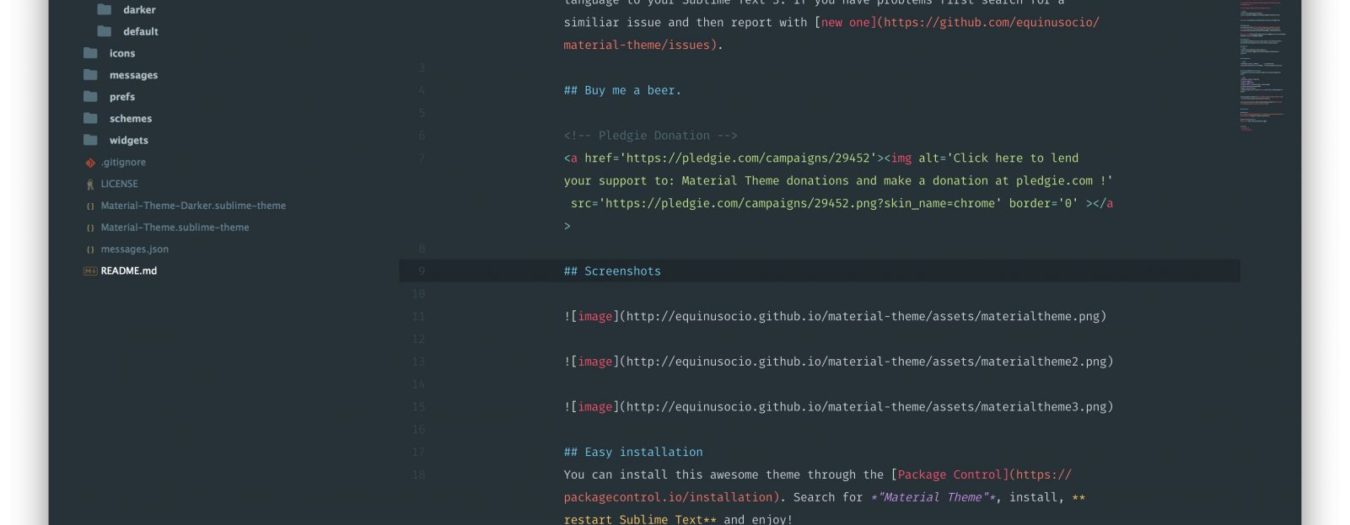 darker
default
icons
messages
prefs
schemes
widgets
.gitignore
LICENSE
Material-Theme-Darker.sublime-theme
Material-Theme.sublime-theme
messages.json
README.md
language to your Sublime Text 3. If you have problems first search for a
similiar issue and then report with [new one](https://github.com/equinusocio/
material-theme/issues).
3
4 ## Buy me a beer.
5
6 <!-- Pledgie Donation -->
7 <a href='https://pledgie.com/campaigns/29452'><img alt='Click here to lend
your support to: Material Theme donations and make a donation at pledgie.com !'
src='https://pledgie.com/campaigns/29452.png?skin_name=chrome' border='0' ></a
>
8
9 ## Screenshots
10
11 ![image](http://equinusocio.github.io/material-theme/assets/materialtheme.png)
12
13 ![image](http://equinusocio.github.io/material-theme/assets/materialtheme2.png)
14
15 ![image](http://equinusocio.github.io/material-theme/assets/materialtheme3.png)
16
17 ## Easy installation
18 You can install this awesome theme through the [Package Control](https://
packagecontrol.io/installation). Search for *"Material Theme"*, install, **
restart Sublime Text** and enjoy!